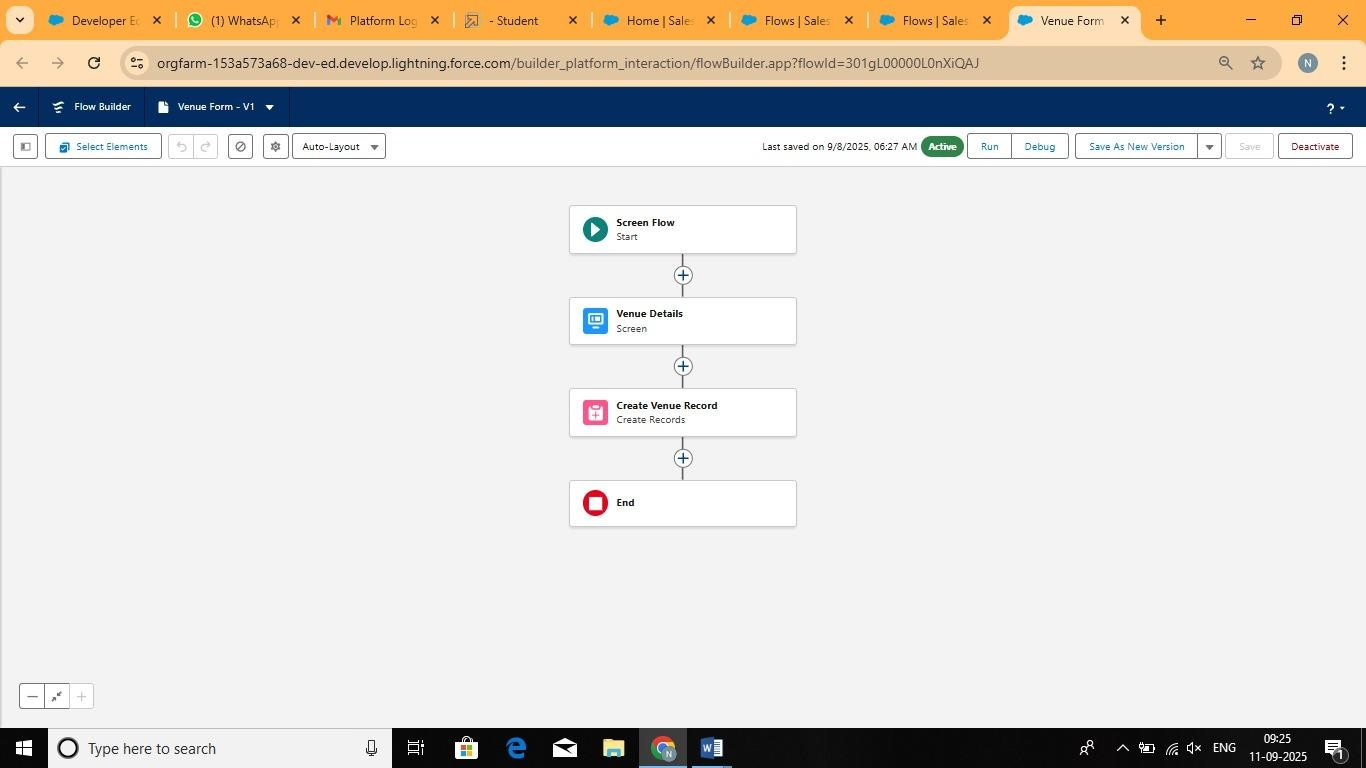 Developer Ec
(1) WhatsApp
Platform Log
- Student
Home | Sales
Flows | Sales
Flows | Sales
Venue Form
orgfarm-153a573a68-dev-ed.develop.lightning.force.com/builder_platform_interaction/flowBuilder.app?flowId=301gL00000L0nXiQAJ
N
Flow Builder
Venue Form - V1
?
Select Elements
Auto-Layout
Last saved on 9/8/2025, 06:27 AM
Active
Run
Debug
Save As New Version
Save
Deactivate
Screen Flow
Start
Venue Details
Screen
Create Venue Record
Create Records
End
Type here to search
ENG
09:25
11-09-2025
1